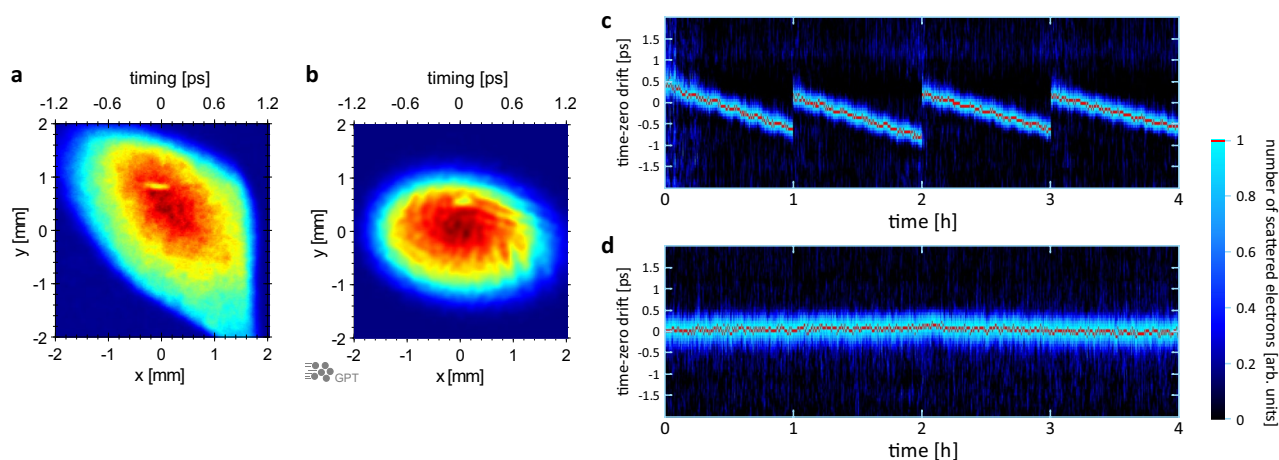 a
timing [ps]
-1.2 -0.6 0 0.6 1.2
2
1
0
-1
-2
y [mm]
-2 -1 0 1 2
x [mm]
b
timing [ps]
-1.2 -0.6 0 0.6 1.2
2
1
0
-1
-2
y [mm]
-2 -1 0 1 2
x [mm]
GPT
c
time-zero drift [ps]
1.5
1
0.5
0
-0.5
-1
-1.5
0 1 2 3 4
time [h]
d
time-zero drift [ps]
1.5
1
0.5
0
-0.5
-1
-1.5
0 1 2 3 4
time [h]
1
0.8
0.6
0.4
0.2
0
number of scattered electrons [arb. units]